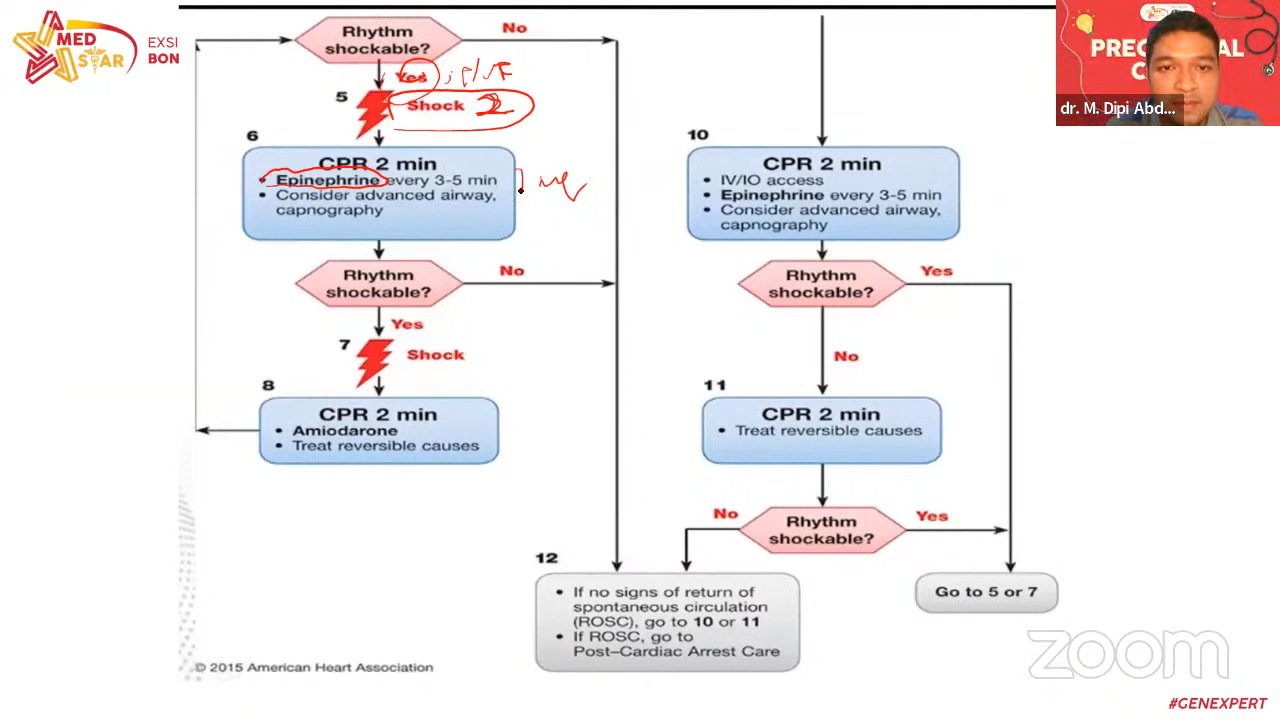 MED
STAR
EXSI
BON
Rhythm
shockable?
No
Yes
5
Shock
2
6
CPR 2 min
• Epinephrine every 3-5 min
• Consider advanced airway,
capnography
Rhythm
shockable?
No
Yes
7
Shock
8
CPR 2 min
• Amiodarone
• Treat reversible causes
10
CPR 2 min
• IV/IO access
• Epinephrine every 3-5 min
• Consider advanced airway,
capnography
Rhythm
shockable?
Yes
No
11
CPR 2 min
• Treat reversible causes
Rhythm
shockable?
No
Yes
12
• If no signs of return of
spontaneous circulation
(ROSC), go to 10 or 11
• If ROSC, go to
Post–Cardiac Arrest Care
Go to 5 or 7
© 2015 American Heart Association
dr. M. Dipi Abd...
zoom
#GENEXPERT